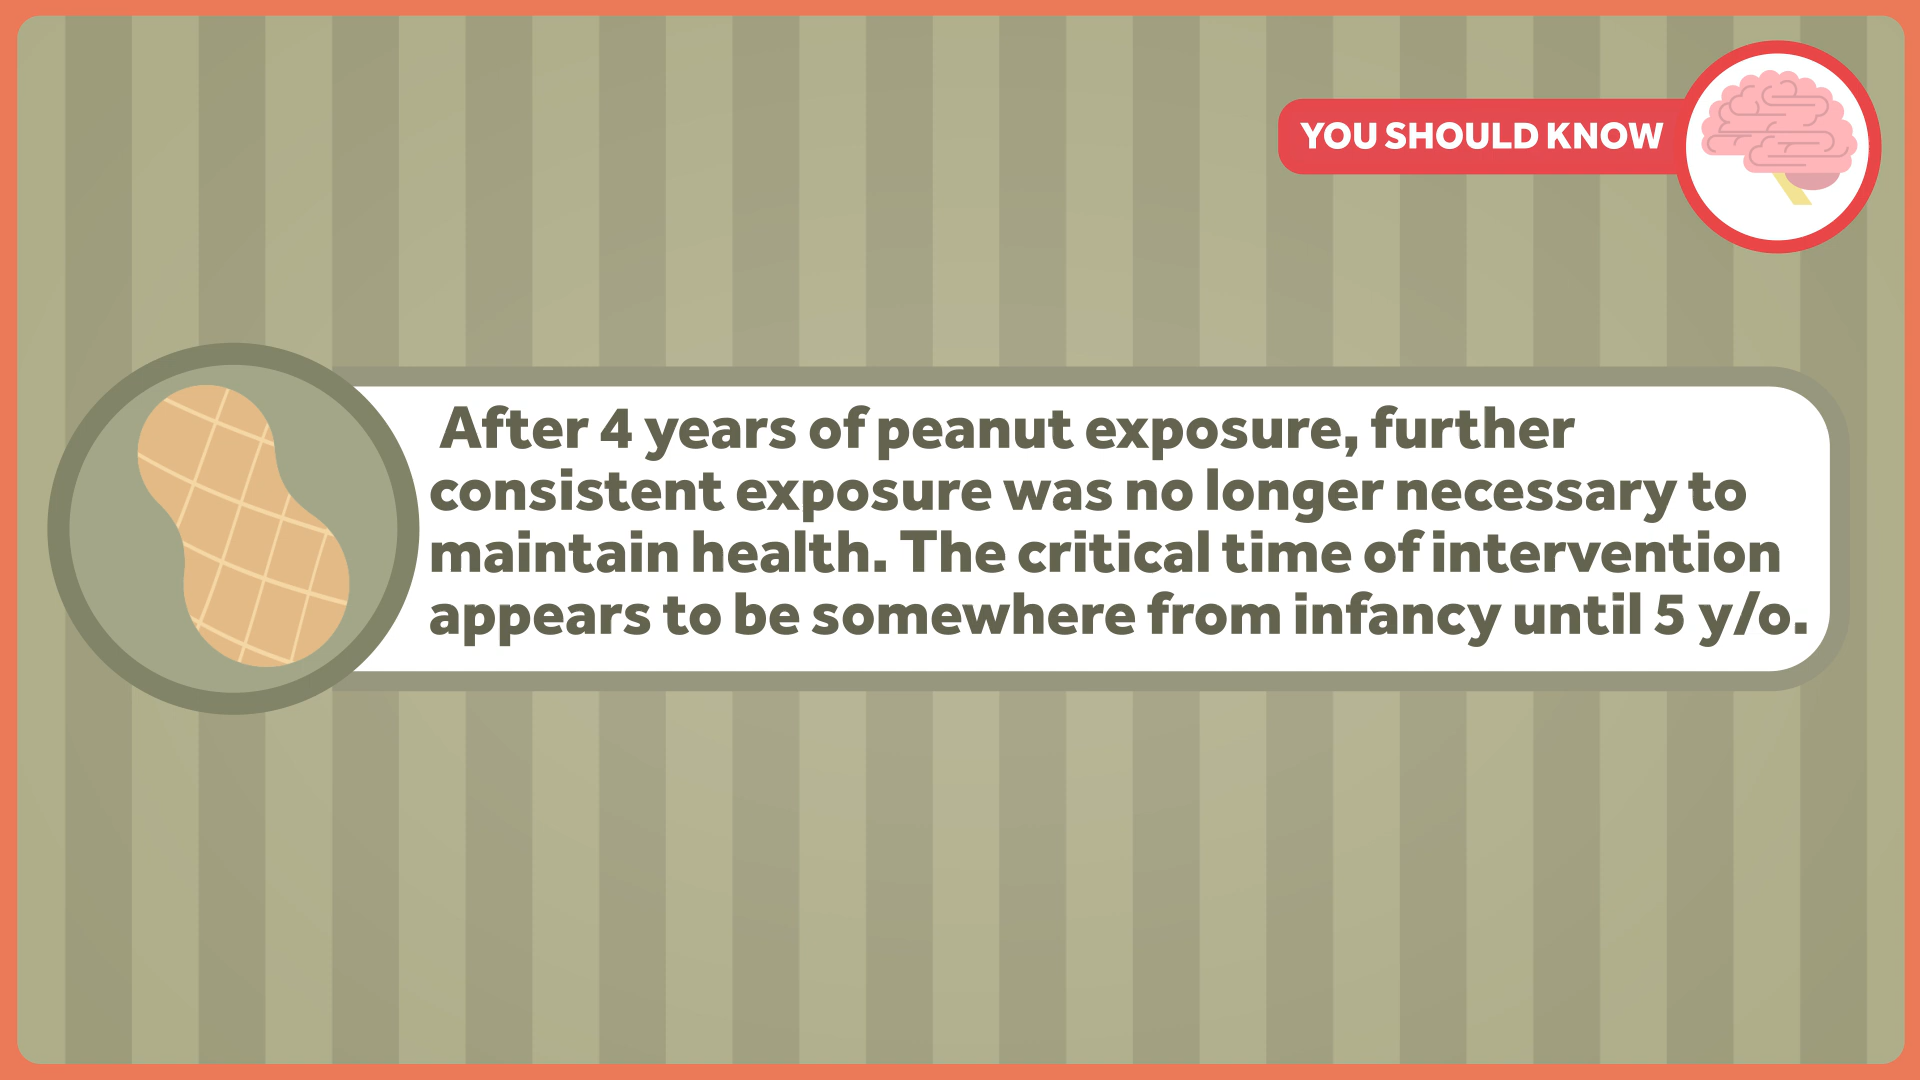 YOU SHOULD KNOW
After 4 years of peanut exposure, further
consistent exposure was no longer necessary to
maintain health. The critical time of intervention
appears to be somewhere from infancy until 5 y/o.